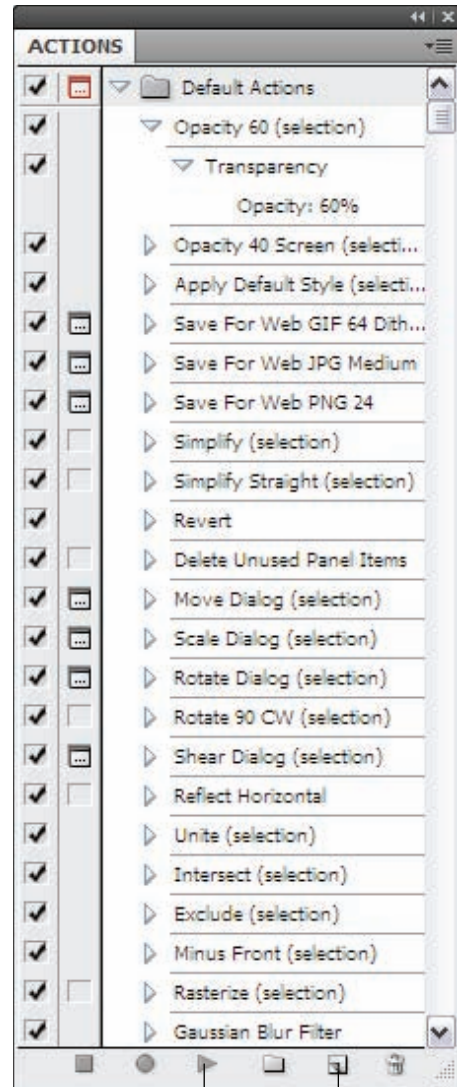 ACTIONS
Default Actions
Opacity 60 (selection)
Transparency
Opacity: 60%
Opacity 40 Screen (selecti...
Apply Default Style (selecti...
Save For Web GIF 64 Dith...
Save For Web JPG Medium
Save For Web PNG 24
Simplify (selection)
Simplify Straight (selection)
Revert
Delete Unused Panel Items
Move Dialog (selection)
Scale Dialog (selection)
Rotate Dialog (selection)
Rotate 90 CW (selection)
Shear Dialog (selection)
Reflect Horizontal
Unite (selection)
Intersect (selection)
Exclude (selection)
Minus Front (selection)
Rasterize (selection)
Gaussian Blur Filter